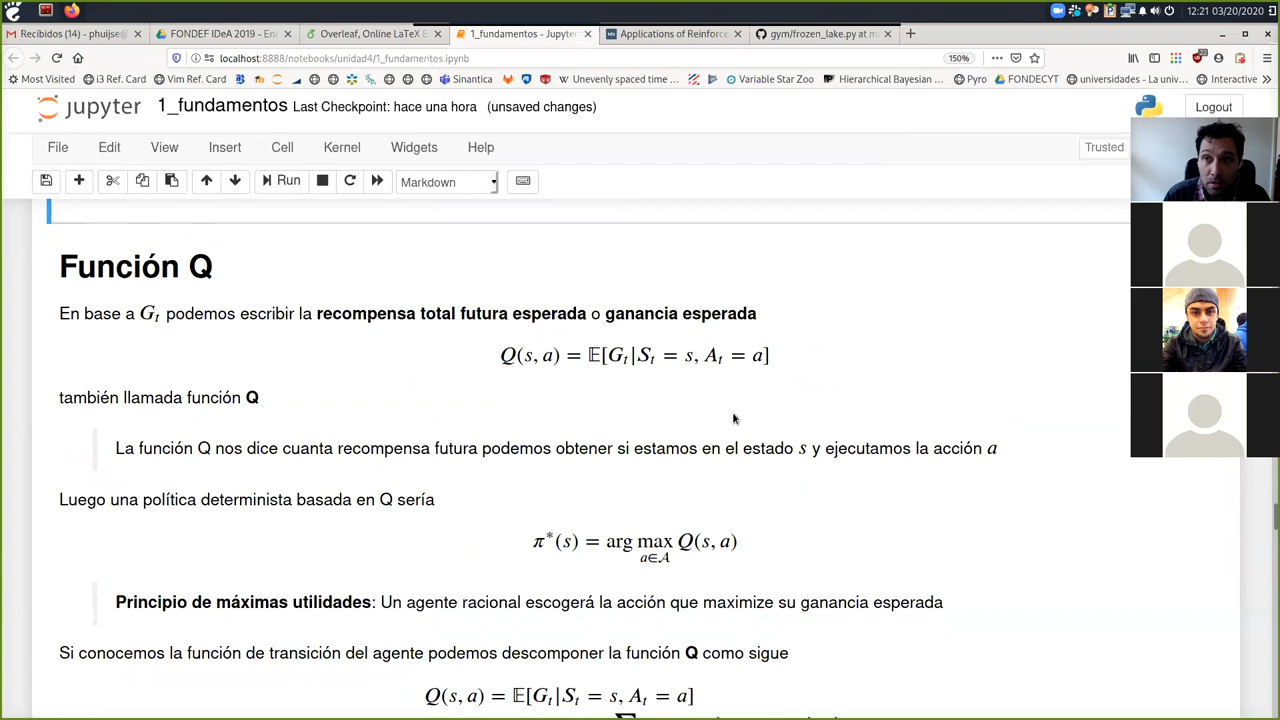 12:21 03/20/2020
Recibidos (14) - phuijse@
FONDEF IDeA 2019 - En
Overleaf, Online LaTeX E
1_fundamentos - Jupyter
Applications of Reinforce
gym/frozen_lake.py at m
localhost:8888/notebooks/unidad4/1_fundamentos.ipynb
150%
Most Visited
i3 Ref. Card
Vim Ref. Card
Sinantica
Unevenly spaced time ...
Variable Star Zoo
Hierarchical Bayesian ...
Pyro
FONDECYT
universidades - La univ...
Interactive
jupyter 1_fundamentos Last Checkpoint: hace una hora (unsaved changes)
Logout
File Edit View Insert Cell Kernel Widgets Help
Trusted
Run
Markdown
Función Q
En base a G_t podemos escribir la recompensa total futura esperada o ganancia esperada
Q(s, a) = 𝔼[G_t|S_t = s, A_t = a]
también llamada función Q
La función Q nos dice cuanta recompensa futura podemos obtener si estamos en el estado s y ejecutamos la acción a
Luego una política determinista basada en Q sería
π*(s) = arg max Q(s, a)
a∈𝒜
Principio de máximas utilidades: Un agente racional escogerá la acción que maximize su ganancia esperada
Si conocemos la función de transición del agente podemos descomponer la función Q como sigue
Q(s, a) = 𝔼[G_t|S_t = s, A_t = a]